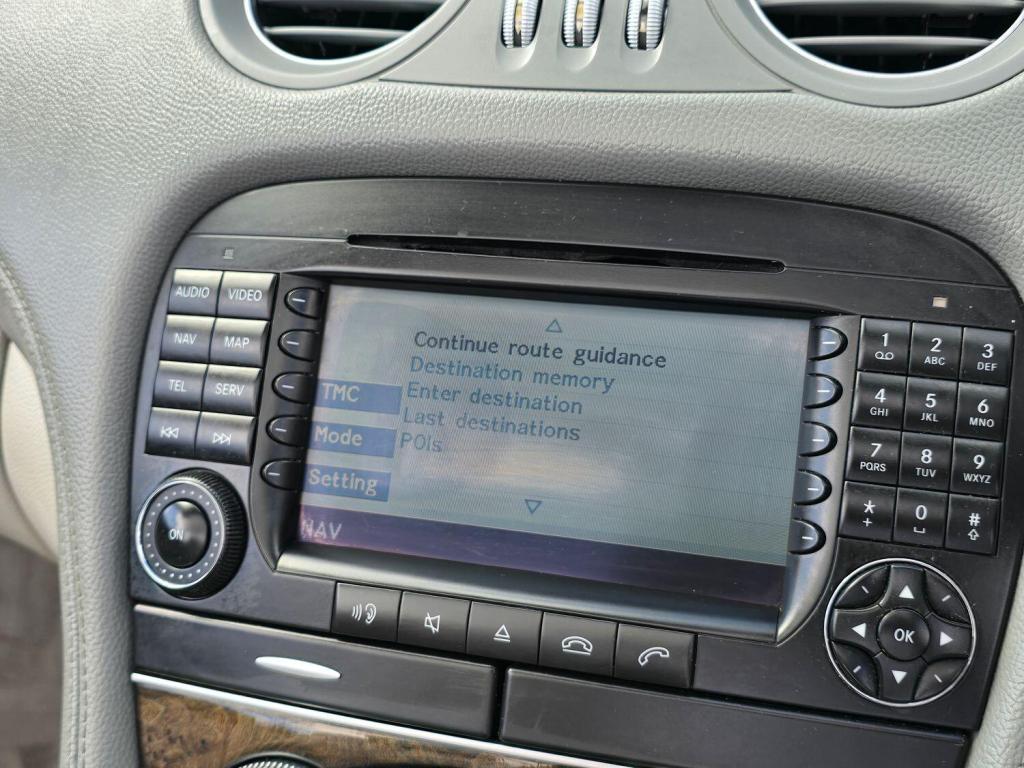 AUDIO VIDEO
NAV MAP
TEL SERV
ON
Continue route guidance
Destination memory
Enter destination
Last destinations
POIs
TMC
Mode
Setting
NAV
1 2 ABC 3 DEF
4 GHI 5 JKL 6 MNO
7 PQRS 8 TUV 9 WXYZ
* + 0 #
OK